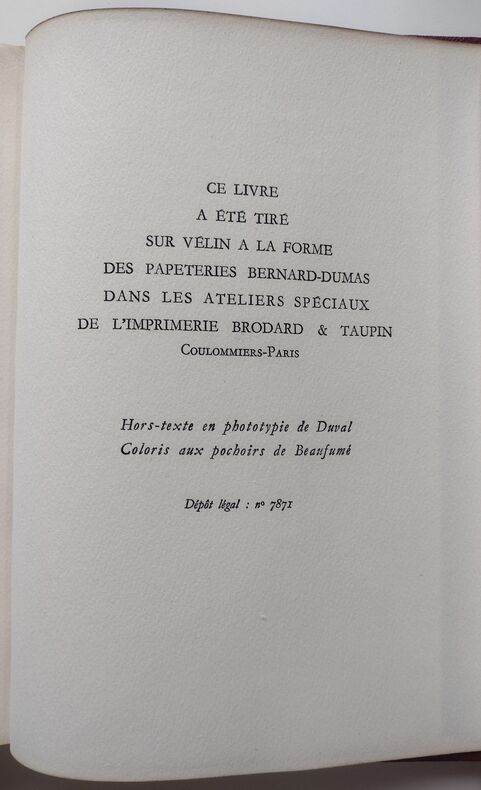 CE LIVRE
A ÉTÉ TIRÉ
SUR VÉLIN A LA FORME
DES PAPETERIES BERNARD-DUMAS
DANS LES ATELIERS SPÉCIAUX
DE L'IMPRIMERIE BRODARD & TAUPIN
COULOMMIERS-PARIS
Hors-texte en phototypie de Duval
Coloris aux pochoirs de Beaufumé
Dépôt légal : nº 7871